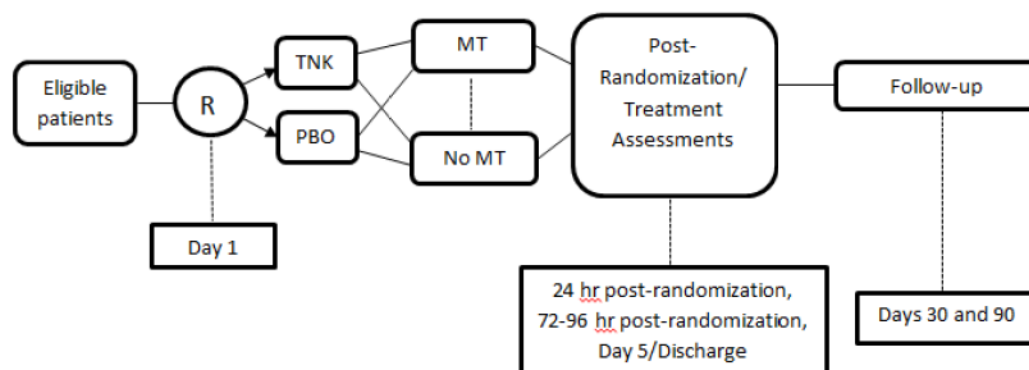 Eligible
patients
R
TNK
PBO
MT
No MT
Post-
Randomization/
Treatment
Assessments
Follow-up
Day 1
24 hr post-randomization,
72-96 hr post-randomization,
Day 5/Discharge
Days 30 and 90